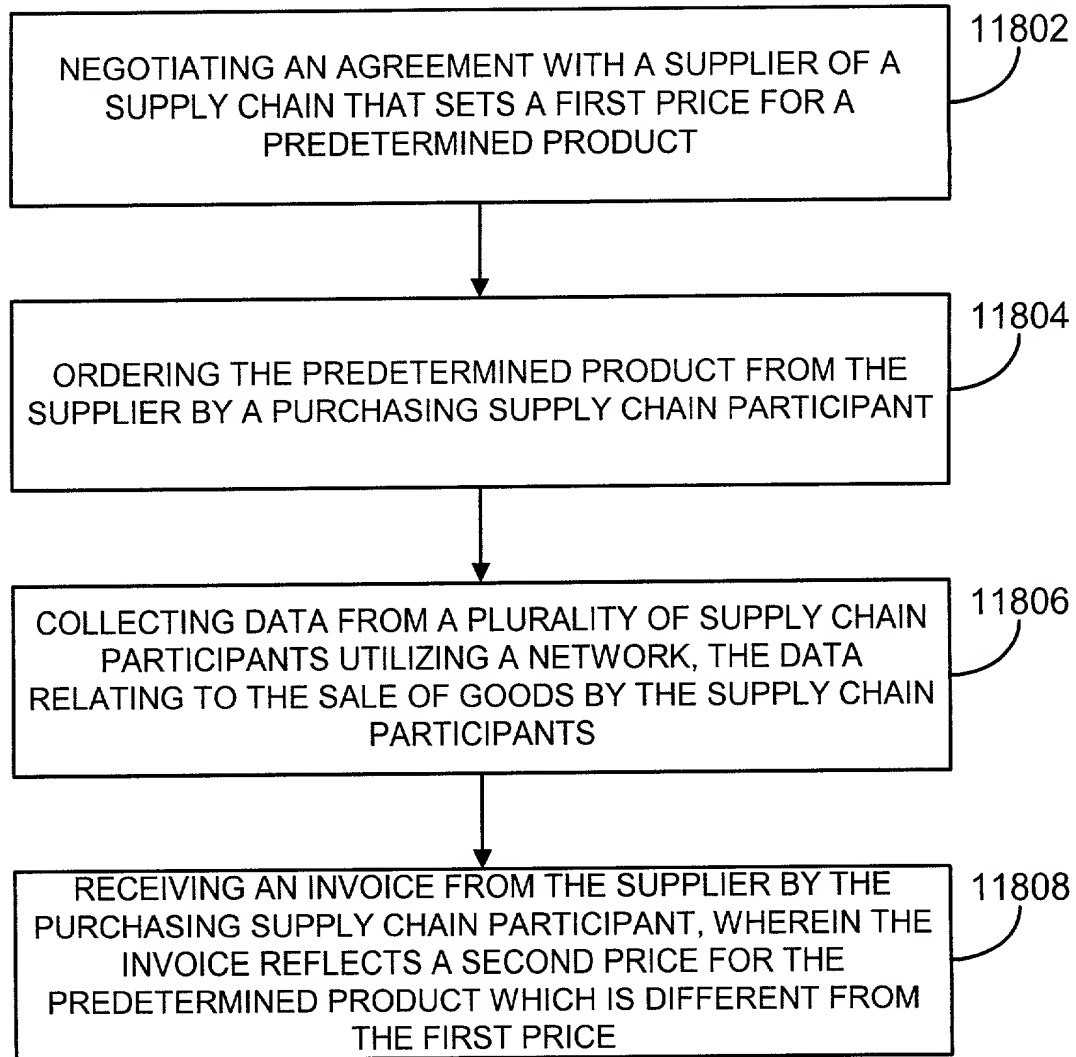 11802
NEGOTIATING AN AGREEMENT WITH A SUPPLIER OF A
SUPPLY CHAIN THAT SETS A FIRST PRICE FOR A
PREDETERMINED PRODUCT
11804
ORDERING THE PREDETERMINED PRODUCT FROM THE
SUPPLIER BY A PURCHASING SUPPLY CHAIN PARTICIPANT
11806
COLLECTING DATA FROM A PLURALITY OF SUPPLY CHAIN
PARTICIPANTS UTILIZING A NETWORK, THE DATA
RELATING TO THE SALE OF GOODS BY THE SUPPLY CHAIN
PARTICIPANTS
11808
RECEIVING AN INVOICE FROM THE SUPPLIER BY THE
PURCHASING SUPPLY CHAIN PARTICIPANT, WHEREIN THE
INVOICE REFLECTS A SECOND PRICE FOR THE
PREDETERMINED PRODUCT WHICH IS DIFFERENT FROM
THE FIRST PRICE